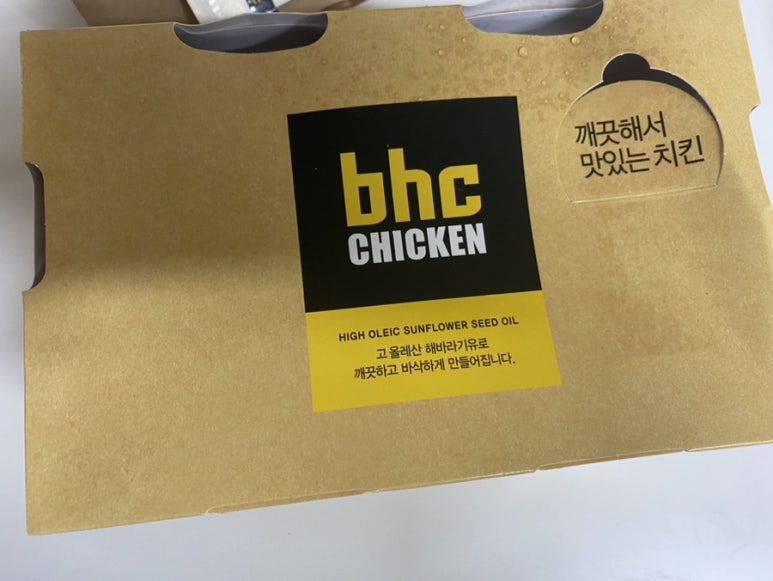 깨끗해서
맛있는 치킨
bhc
CHICKEN
HIGH OLEIC SUNFLOWER SEED OIL
고 올레산 해바라기유로
깨끗하고 바삭하게 만들어집니다.